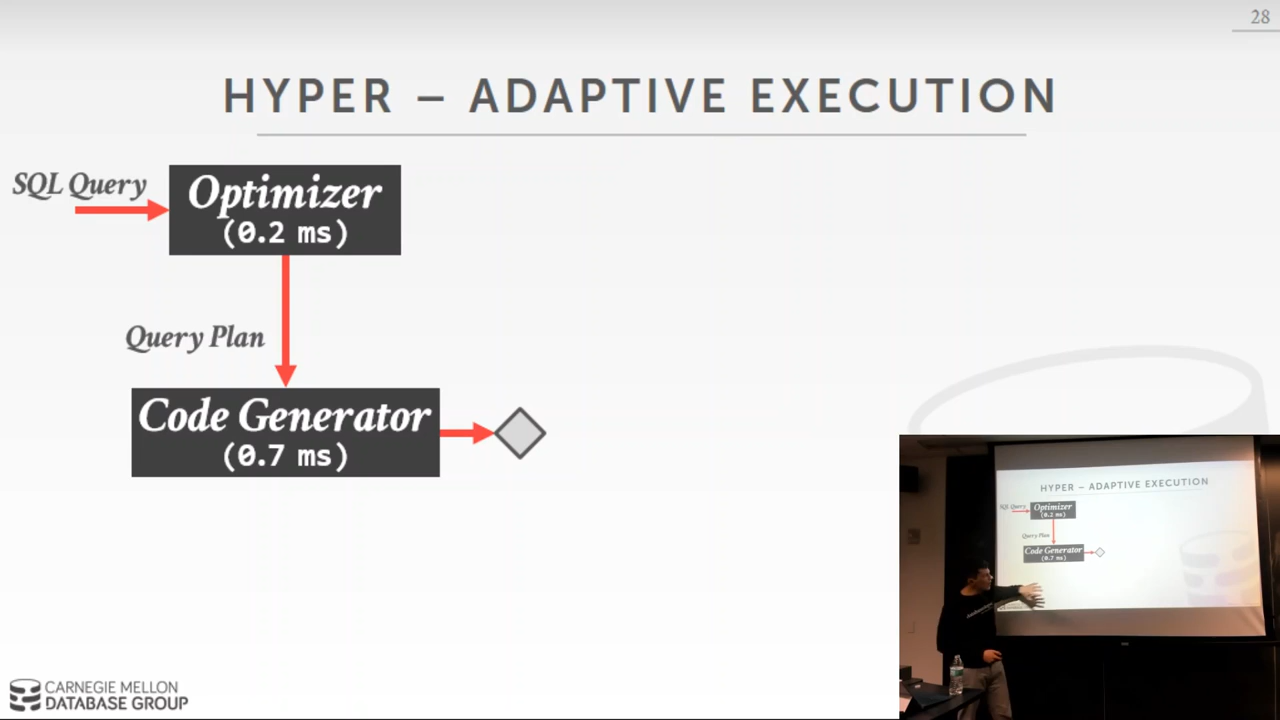 28
HYPER – ADAPTIVE EXECUTION
SQL Query
Optimizer
(0.2 ms)
Query Plan
Code Generator
(0.7 ms)
HYPER – ADAPTIVE EXECUTION
SQL Query
Optimizer
(0.2 ms)
Query Plan
Code Generator
(0.7 ms)
CARNEGIE MELLON
DATABASE GROUP